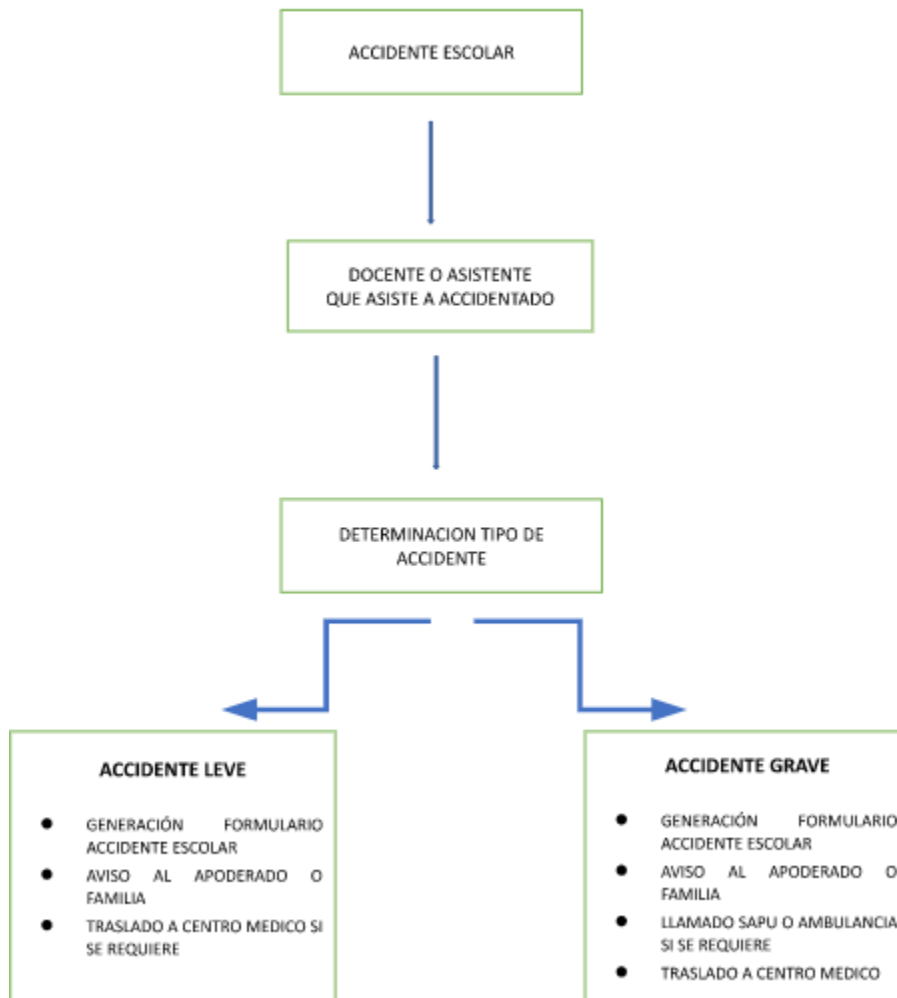 ACCIDENTE ESCOLAR
DOCENTE O ASISTENTE
QUE ASISTE A ACCIDENTADO
DETERMINACION TIPO DE
ACCIDENTE
ACCIDENTE LEVE
● GENERACIÓN FORMULARIO
ACCIDENTE ESCOLAR
● AVISO AL APODERADO O
FAMILIA
● TRASLADO A CENTRO MEDICO SI
SE REQUIERE
ACCIDENTE GRAVE
● GENERACIÓN FORMULARIO
ACCIDENTE ESCOLAR
● AVISO AL APODERADO O
FAMILIA
● LLAMADO SAPU O AMBULANCIA
SI SE REQUIERE
● TRASLADO A CENTRO MEDICO